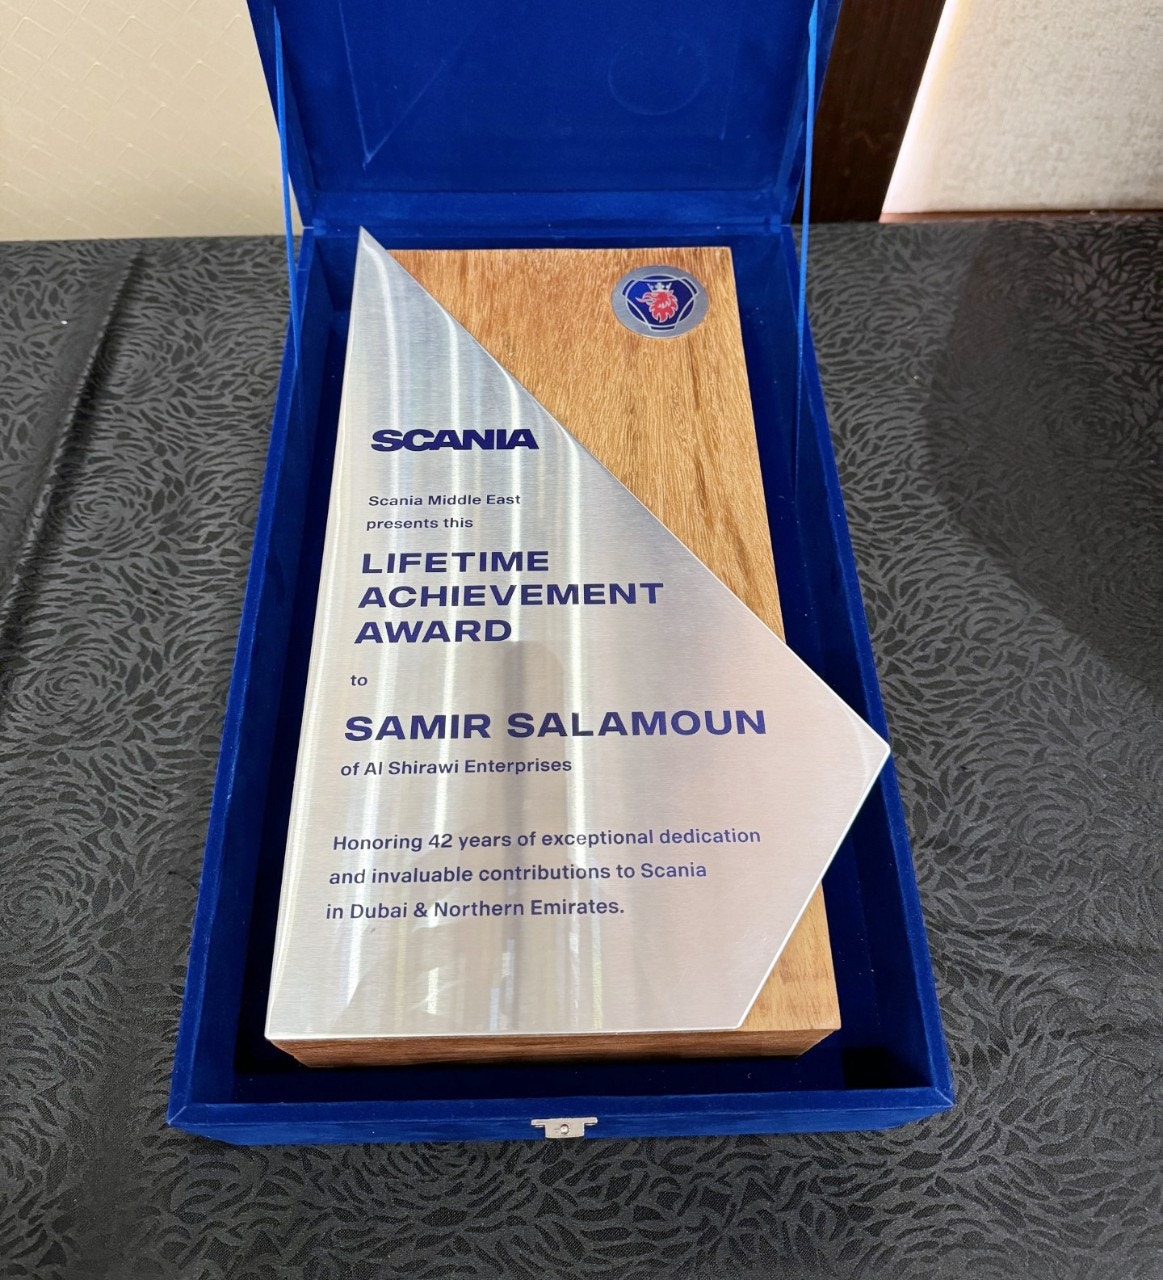 SCANIA
Scania Middle East
presents this
LIFETIME
ACHIEVEMENT
AWARD
to
SAMIR SALAMOUN
of Al Shirawi Enterprises
Honoring 42 years of exceptional dedication
and invaluable contributions to Scania
in Dubai & Northern Emirates.